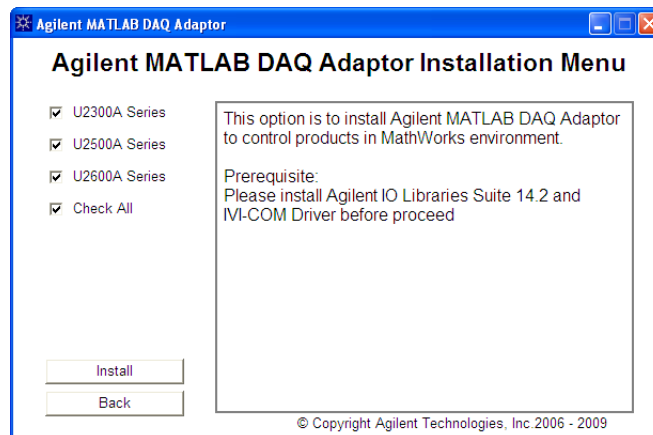 Agilent MATLAB DAQ Adaptor
Agilent MATLAB DAQ Adaptor Installation Menu
U2300A Series
U2500A Series
U2600A Series
Check All
This option is to install Agilent MATLAB DAQ Adaptor
to control products in MathWorks environment.
Prerequisite:
Please install Agilent IO Libraries Suite 14.2 and
IVI-COM Driver before proceed
Install
Back
© Copyright Agilent Technologies, Inc.2006 - 2009